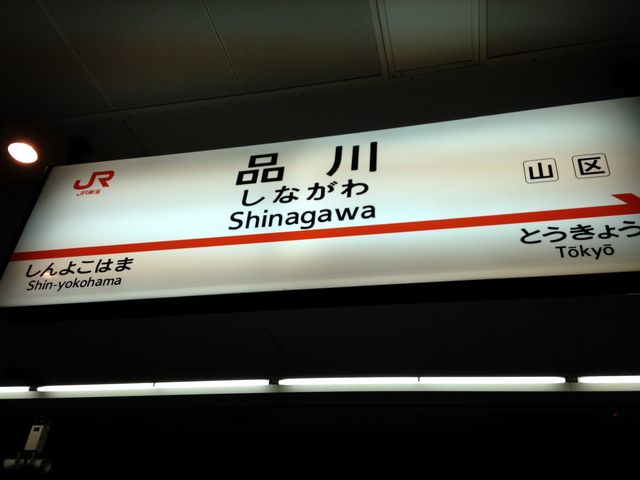 JR
JR東海
品川
しながわ
Shinagawa
山 区
しんよこはま
Shin-yokohama
とうきょう
Tōkyō